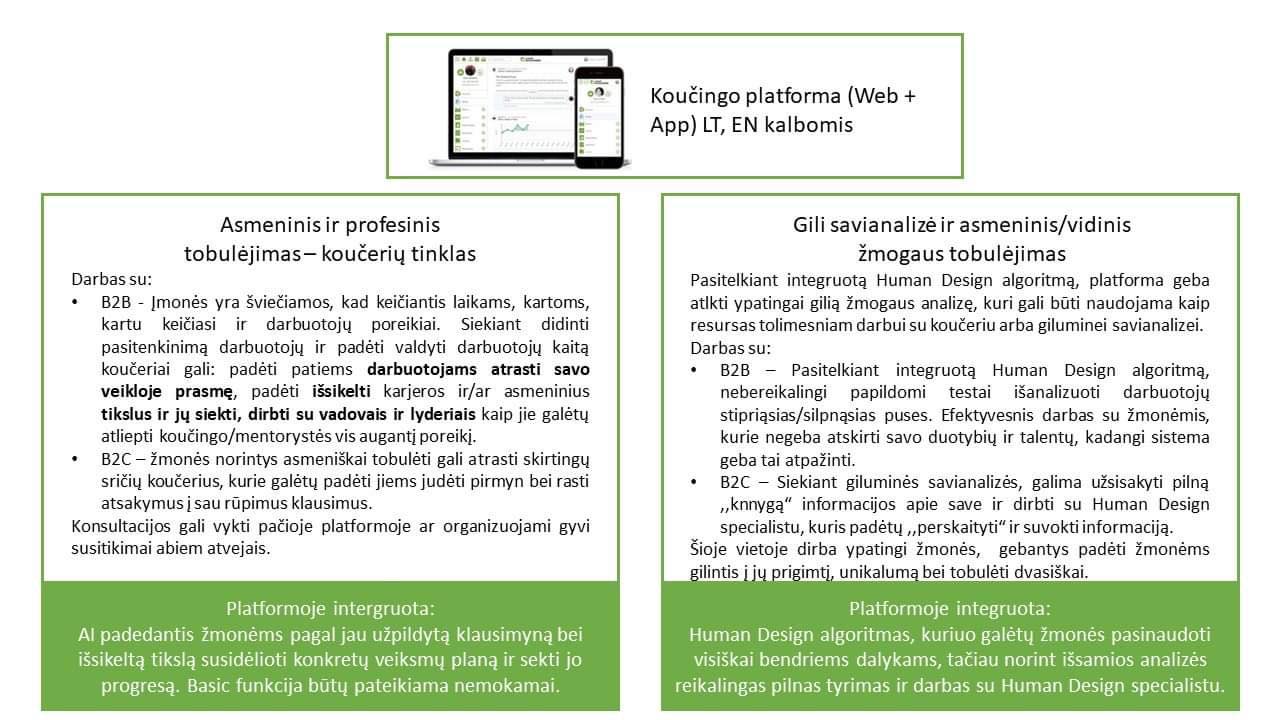 Koučingo platforma (Web +
App) LT, EN kalbomis
Asmeninis ir profesinis
tobulėjimas – koučerių tinklas
Darbas su:
• B2B - Įmonės yra šviečiamos, kad keičiantis laikams, kartoms,
kartu keičiasi ir darbuotojų poreikiai. Siekiant didinti
pasitenkinimą darbuotojų ir padėti valdyti darbuotojų kaitą
koučeriai gali: padėti patiems darbuotojams atrasti savo
veikloje prasmę, padėti išsikelti karjeros ir/ar asmeninius
tikslus ir jų siekti, dirbti su vadovais ir lyderiais kaip jie galėtų
atliepti koučingo/mentorystės vis augantį poreikį.
• B2C – žmonės norintys asmeniškai tobulėti gali atrasti skirtingų
sričių koučerius, kurie galėtų padėti jiems judėti pirmyn bei rasti
atsakymus į sau rūpimus klausimus.
Konsultacijos gali vykti pačioje platformoje ar organizuojami gyvi
susitikimai abiem atvejais.
Platformoje intergruota:
AI padedantis žmonėms pagal jau užpildytą klausimyną bei
išsikeltą tikslą susidėlioti konkretų veiksmų planą ir sekti jo
progresą. Basic funkcija būtų pateikiama nemokamai.
Gili savianalizė ir asmeninis/vidinis
žmogaus tobulėjimas
Pasitelkiant integruotą Human Design algoritmą, platforma geba
atlkti ypatingai gilią žmogaus analizę, kuri gali būti naudojama kaip
resursas tolimesniam darbui su koučeriu arba giluminei savianalizei.
Darbas su:
• B2B – Pasitelkiant integruotą Human Design algoritmą,
nebereikalingi papildomi testai išanalizuoti darbuotojų
stipriąsias/silpnąsias puses. Efektyvesnis darbas su žmonėmis,
kurie negeba atskirti savo duotybių ir talentų, kadangi sistema
geba tai atpažinti.
• B2C – Siekiant giluminės savianalizės, galima užsisakyti pilną
,,knnygą“ informacijos apie save ir dirbti su Human Design
specialistu, kuris padėtų ,,perskaityti“ ir suvokti informaciją.
Šioje vietoje dirba ypatingi žmonės, gebantys padėti žmonėms
gilintis į jų prigimtį, unikalumą bei tobulėti dvasiškai.
Platformoje integruota:
Human Design algoritmas, kuriuo galėtų žmonės pasinaudoti
visiškai bendriems dalykams, tačiau norint išsamios analizės
reikalingas pilnas tyrimas ir darbas su Human Design specialistu.